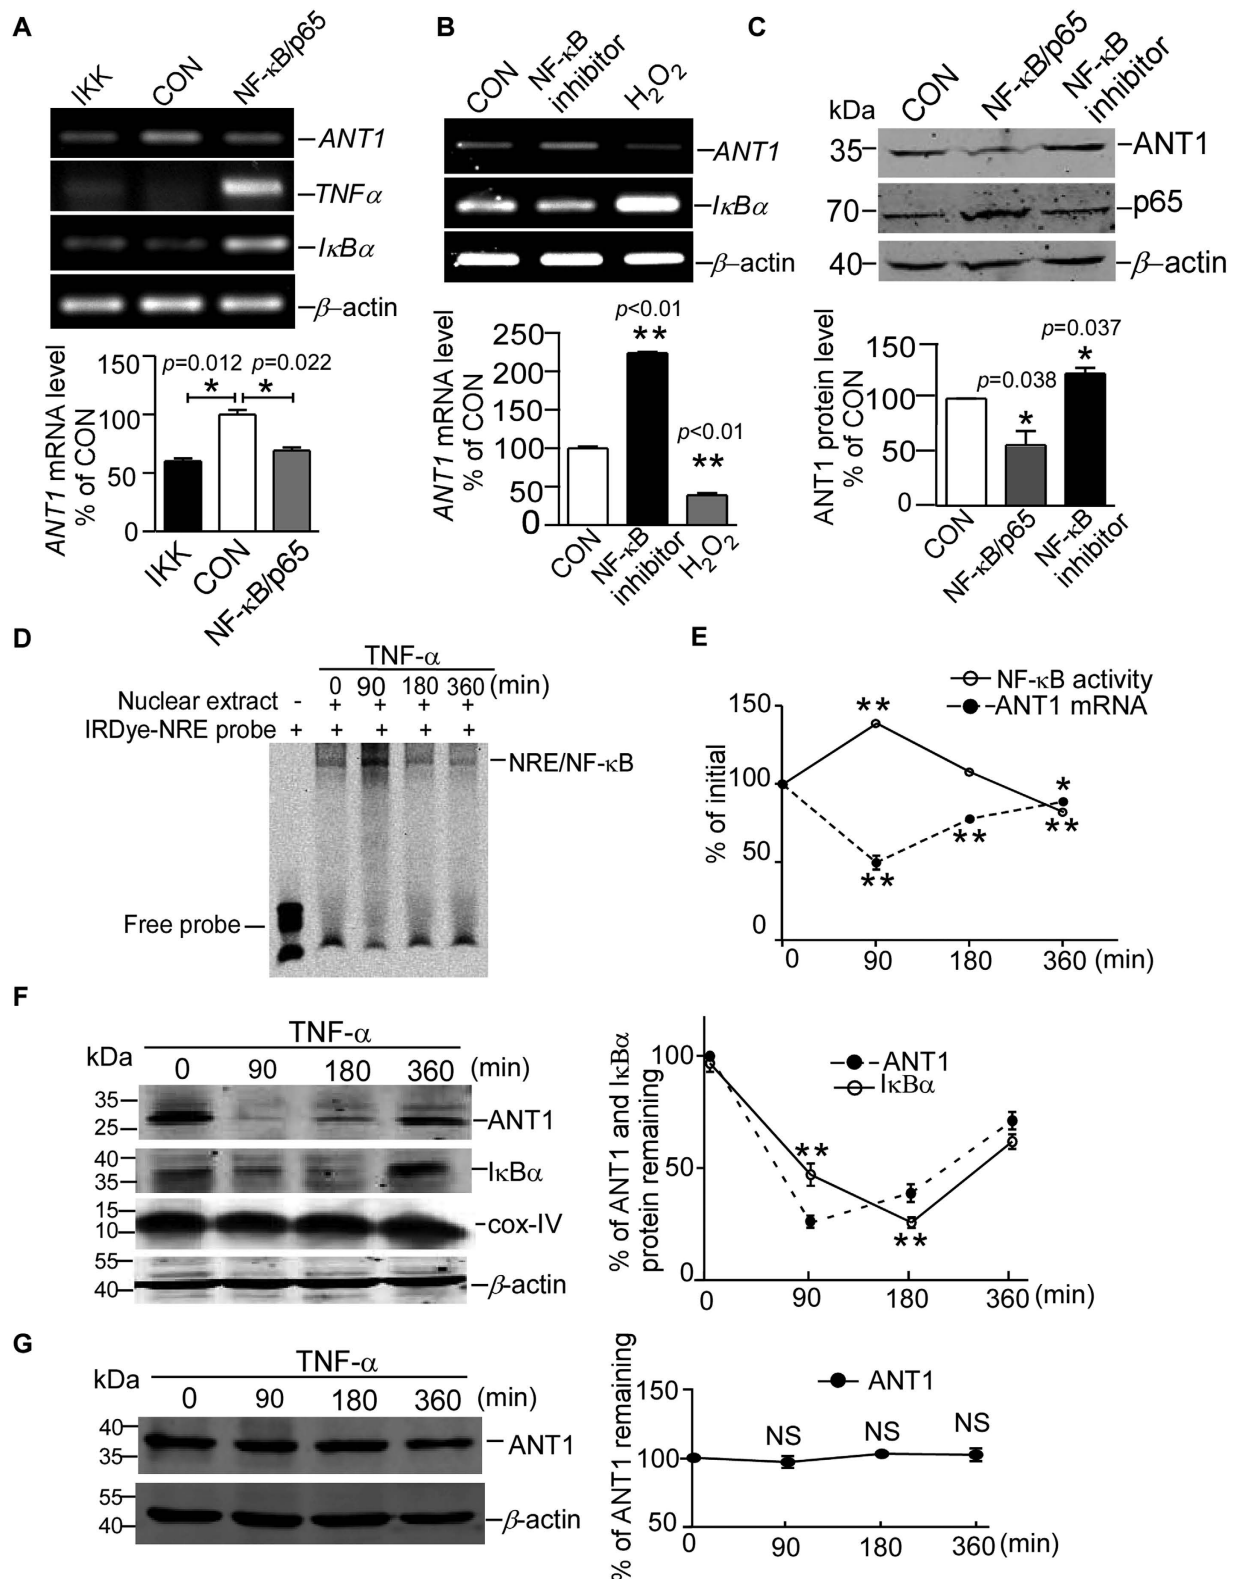 A
IKK
CON
NF-κB/p65
ANT1
TNFα
IκBα
β–actin
ANT1 mRNA level
% of CON
150
100
50
0
p=0.012
p=0.022
*
*
IKK
CON
NF-κB/p65
B
CON
NF-κB
inhibitor
H2O2
ANT1
IκBα
β–actin
ANT1 mRNA level
% of CON
250
200
150
100
50
0
p<0.01
**
p<0.01
**
CON
NF-κB
inhibitor
H2O2
C
kDa
CON
NF-κB/p65
NF-κB
inhibitor
35
ANT1
70
p65
40
β–actin
ANT1 protein level
% of CON
150
100
50
0
p=0.038
*
p=0.037
*
CON
NF-κB/p65
NF-κB
inhibitor
D
TNF-α
0 90 180 360 (min)
Nuclear extract - + + + +
IRDye-NRE probe + + + + +
NRE/NF-κB
Free probe
E
NF-κB activity
ANT1 mRNA
% of initial
150
100
50
0
**
**
**
*
**
0 90 180 360 (min)
F
TNF-α
kDa
0 90 180 360 (min)
35
25
ANT1
40
35
IκBα
15
10
cox-IV
55
40
β-actin
% of ANT1 and IκBα
protein remaining
100
50
0
ANT1
IκBα
**
**
0 90 180 360 (min)
G
TNF-α
kDa
0 90 180 360 (min)
40
35
ANT1
55
40
β-actin
% of ANT1 remaining
150
100
50
ANT1
NS NS NS
0 90 180 360 (min)